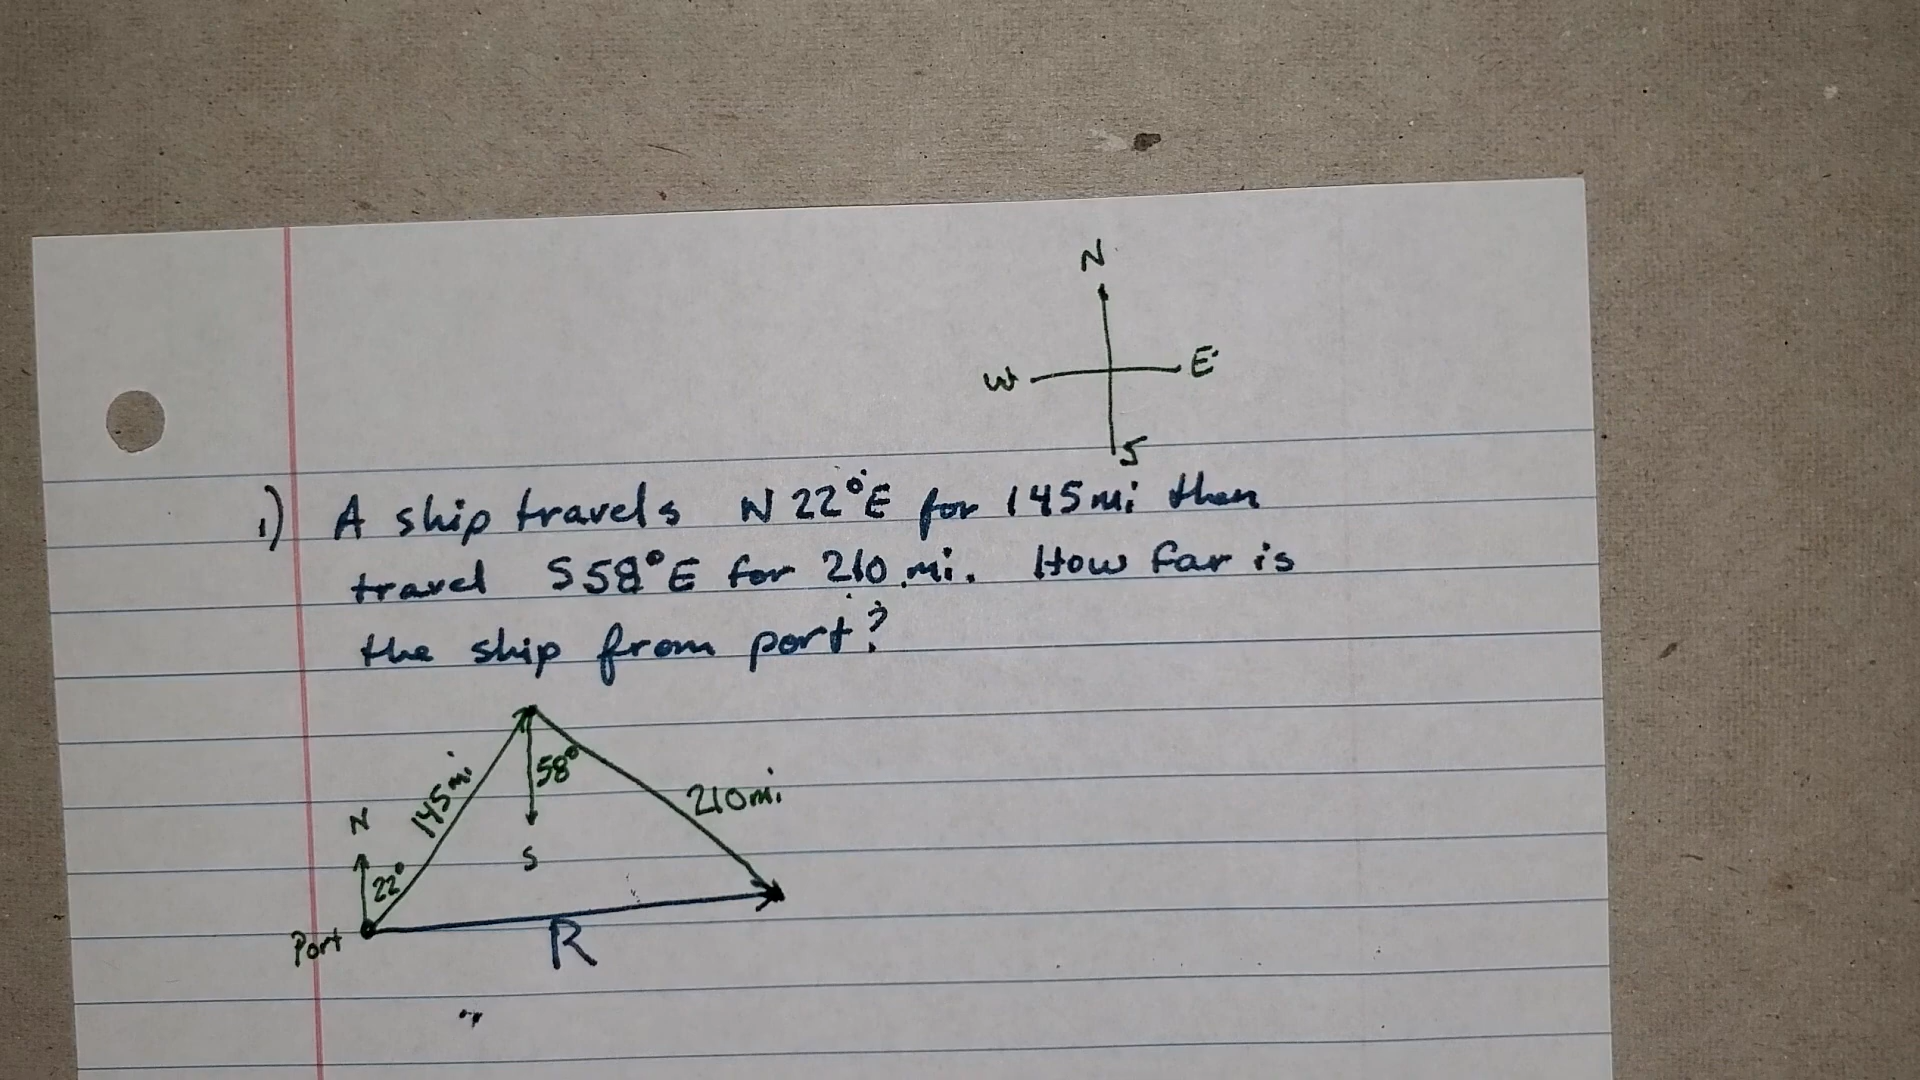 N
W E
S
1) A ship travels N 22° E for 145 mi then
travel S 58° E for 210 mi. How far is
the ship from port?
145 mi
58°
210 mi
N
S
22°
Port
R